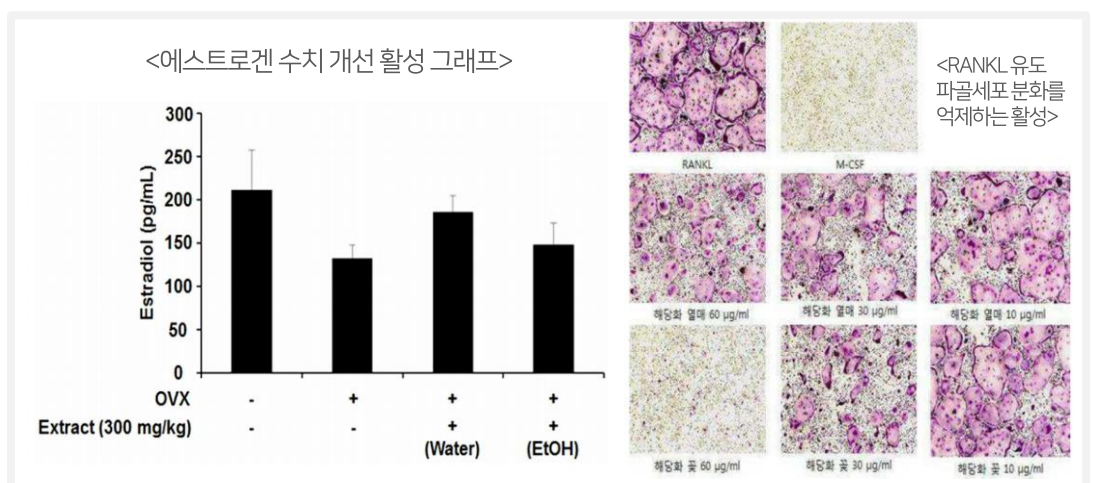 <에스트로겐 수치 개선 활성 그래프>
300
250
200
150
100
50
0
Estradiol (pg/mL)
OVX - + + +
Extract (300 mg/kg) - - + +
(Water) (EtOH)
<RANKL 유도
파골세포 분화를
억제하는 활성>
RANKL M-CSF
해당화 열매 60 μg/ml 해당화 열매 30 μg/ml 해당화 열매 10 μg/ml
해당화 꽃 60 μg/ml 해당화 꽃 30 μg/ml 해당화 꽃 10 μg/ml